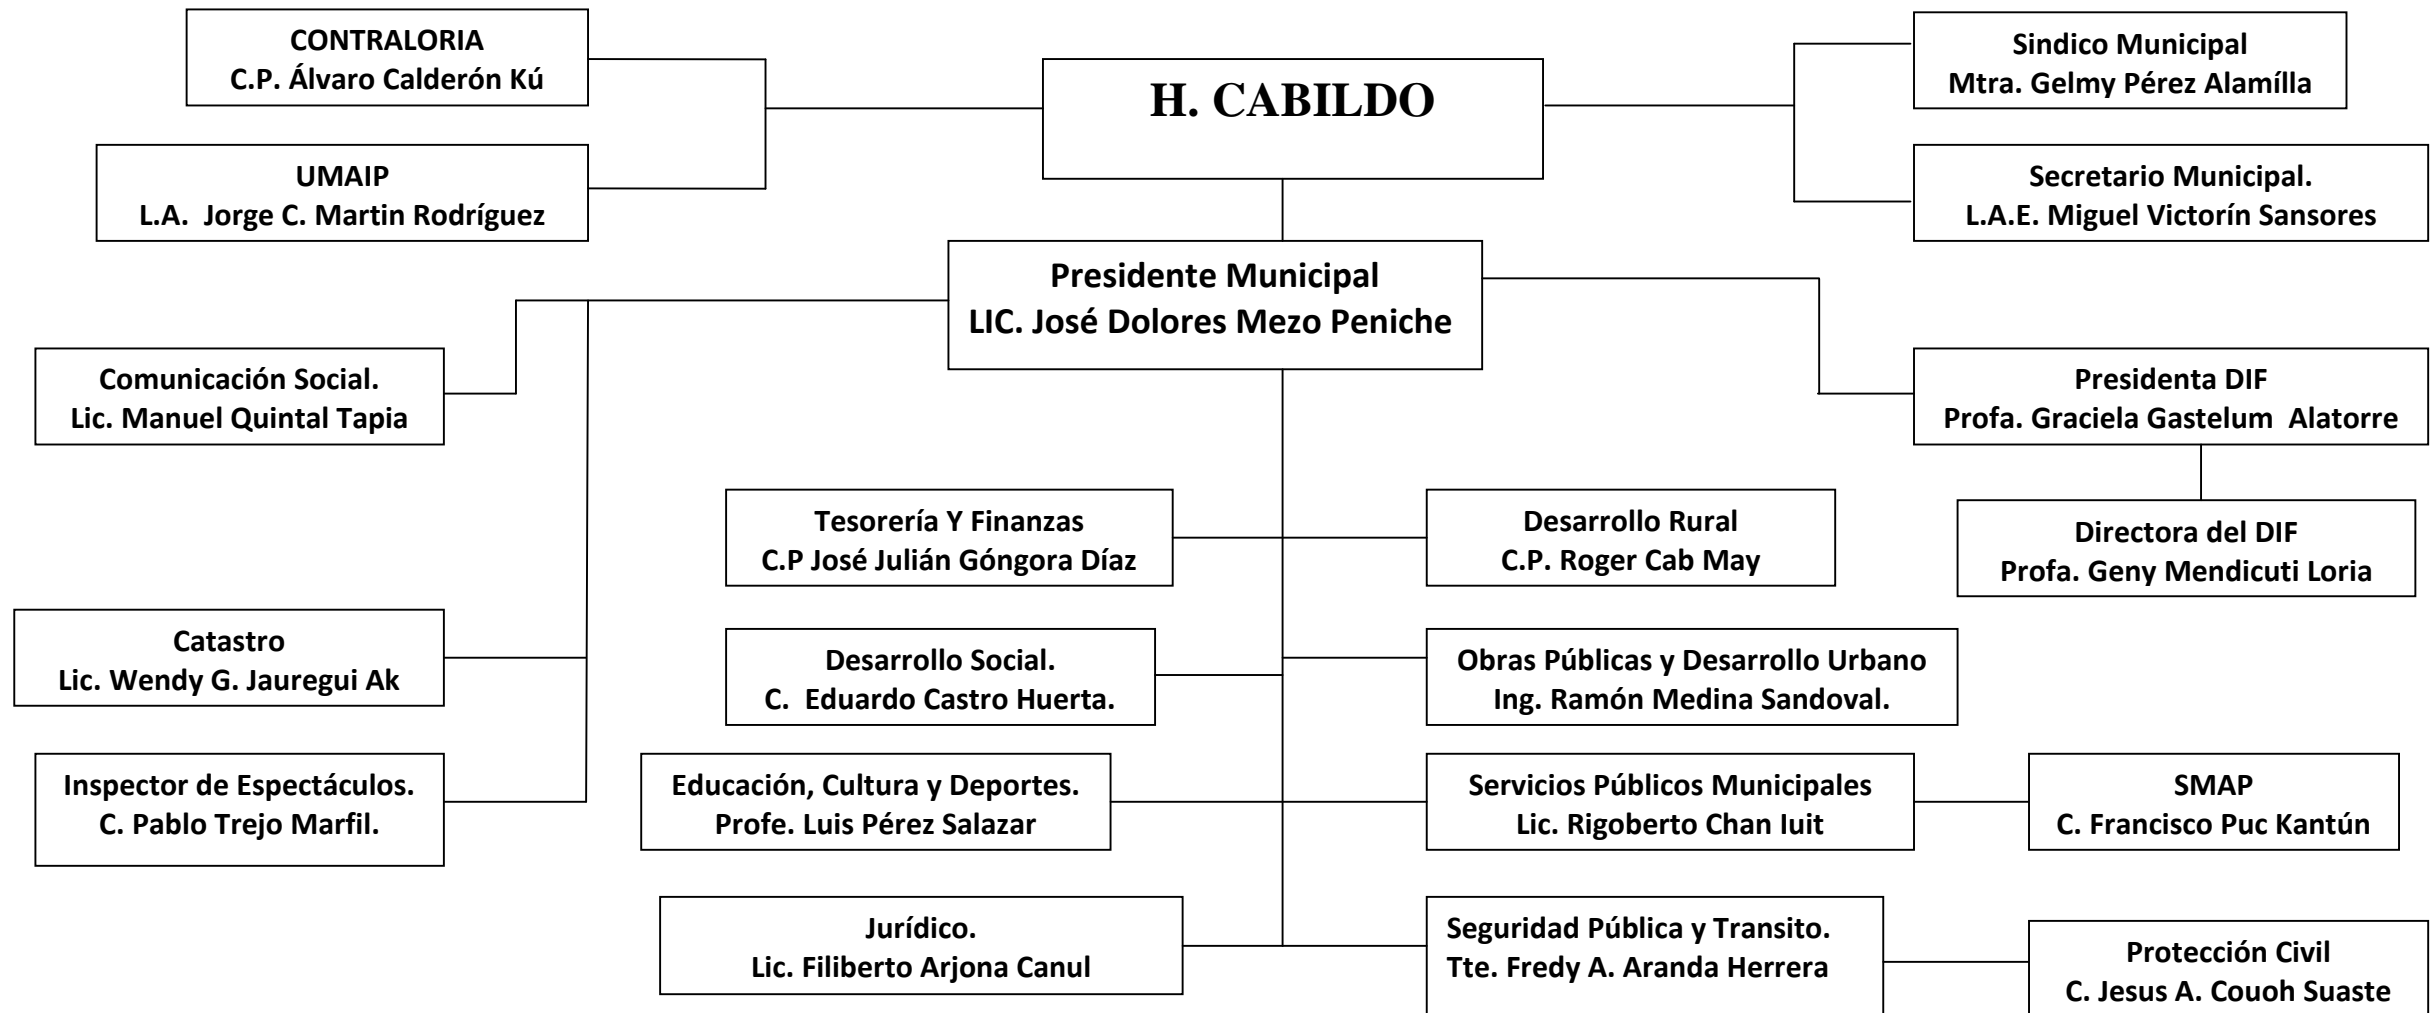 CONTRALORIA
C.P. Álvaro Calderón Kú
H. CABILDO
Sindico Municipal
Mtra. Gelmy Pérez Alamílla
UMAIP
L.A.  Jorge C. Martin Rodríguez
Secretario Municipal.
L.A.E. Miguel Victorín Sansores
Presidente Municipal
LIC. José Dolores Mezo Peniche
Comunicación Social.
Lic. Manuel Quintal Tapia
Presidenta DIF
Profa. Graciela Gastelum  Alatorre
Tesorería Y Finanzas
C.P José Julián Góngora Díaz
Desarrollo Rural
C.P. Roger Cab May
Directora del DIF
Profa. Geny Mendicuti Loria
Catastro
Lic. Wendy G. Jauregui Ak
Desarrollo Social.
C.  Eduardo Castro Huerta.
Obras Públicas y Desarrollo Urbano
Ing. Ramón Medina Sandoval.
Inspector de Espectáculos.
C. Pablo Trejo Marfil.
Educación, Cultura y Deportes.
Profe. Luis Pérez Salazar
Servicios Públicos Municipales
Lic. Rigoberto Chan Iuit
SMAP
C. Francisco Puc Kantún
Jurídico.
Lic. Filiberto Arjona Canul
Seguridad Pública y Transito.
Tte. Fredy A. Aranda Herrera
Protección Civil
C. Jesus A. Couoh Suaste